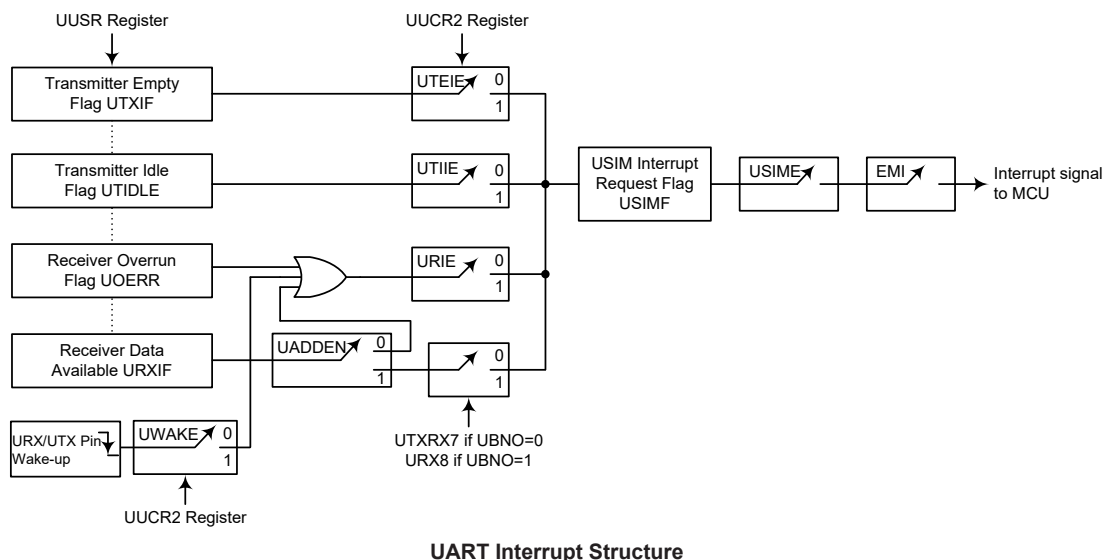 UUSR Register
UUCR2 Register
Transmitter Empty
Flag UTXIF
UTEIE
0
1
Transmitter Idle
Flag UTIDLE
UTIIE
0
1
USIM Interrupt
Request Flag
USIMF
USIME
EMI
Interrupt signal
to MCU
Receiver Overrun
Flag UOERR
URIE
0
1
Receiver Data
Available URXIF
UADDEN
0
1
0
1
URX/UTX Pin
Wake-up
UWAKE
0
1
UTXRX7 if UBNO=0
URX8 if UBNO=1
UUCR2 Register
UART Interrupt Structure